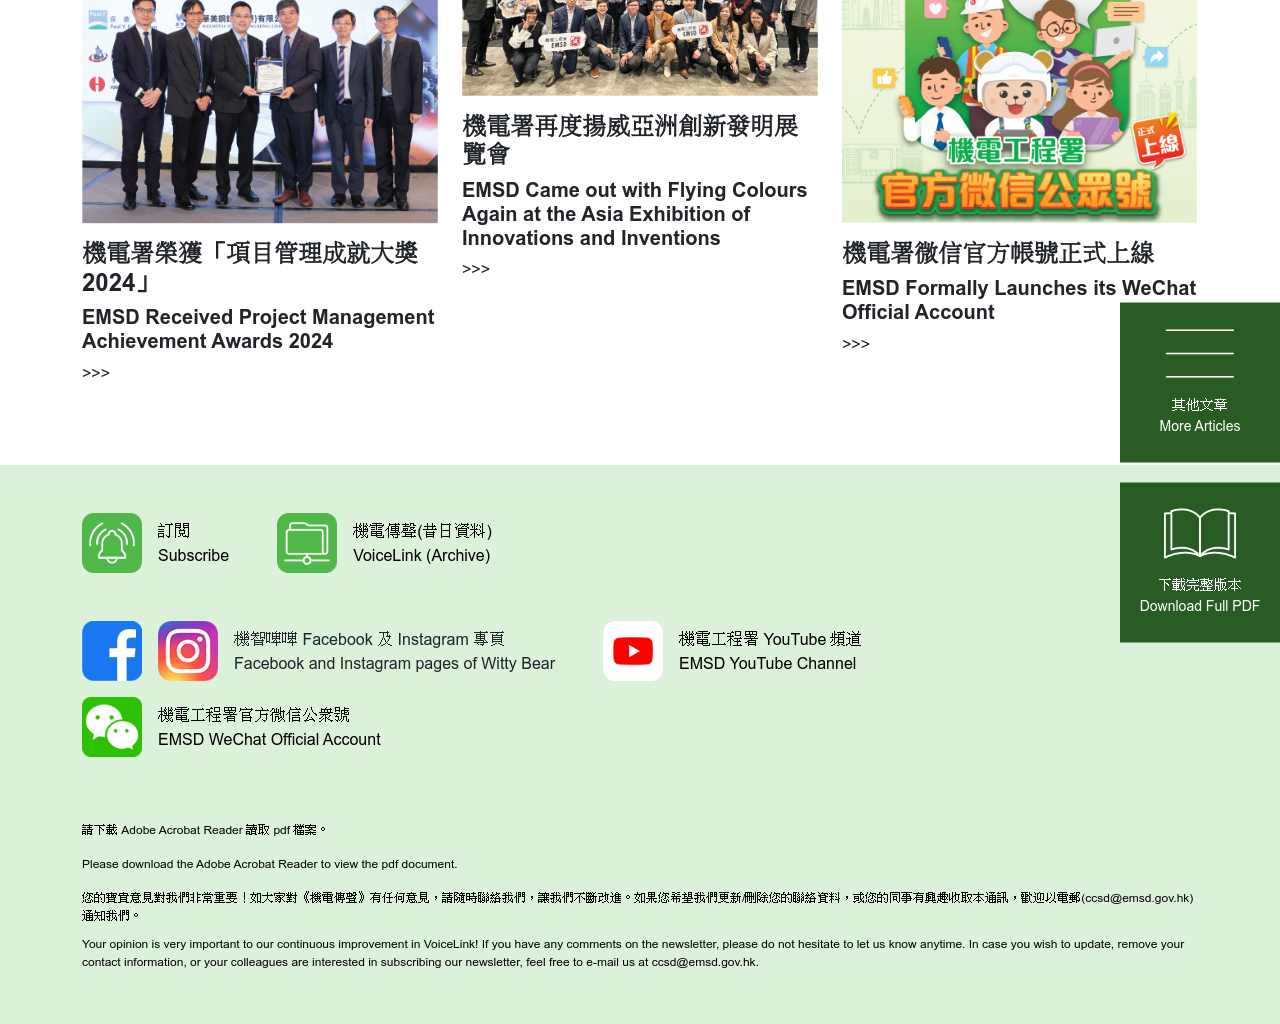 Paul Y.
EMSD
EMSD
機電工程署
正式
上線
官方微信公眾號
機電署榮獲「項目管理成就大獎
2024」
EMSD Received Project Management
Achievement Awards 2024
>>>
機電署再度揚威亞洲創新發明展
覽會
EMSD Came out with Flying Colours
Again at the Asia Exhibition of
Innovations and Inventions
>>>
機電署微信官方帳號正式上線
EMSD Formally Launches its WeChat
Official Account
>>>
其他文章
More Articles
下載完整版本
Download Full PDF
訂閱
Subscribe
機電傳聲(昔日資料)
VoiceLink (Archive)
機智啤啤 Facebook 及 Instagram 專頁
Facebook and Instagram pages of Witty Bear
機電工程署 YouTube 頻道
EMSD YouTube Channel
機電工程署官方微信公眾號
EMSD WeChat Official Account
請下載 Adobe Acrobat Reader 讀取 pdf 檔案。
Please download the Adobe Acrobat Reader to view the pdf document.
您的寶貴意見對我們非常重要！如大家對《機電傳聲》有任何意見，請隨時聯絡我們，讓我們不斷改進。如果您希望我們更新/刪除您的聯絡資料，或您的同事有興趣收取本通訊，歡迎以電郵(ccsd@emsd.gov.hk)
通知我們。
Your opinion is very important to our continuous improvement in VoiceLink! If you have any comments on the newsletter, please do not hesitate to let us know anytime. In case you wish to update, remove your
contact information, or your colleagues are interested in subscribing our newsletter, feel free to e-mail us at ccsd@emsd.gov.hk.